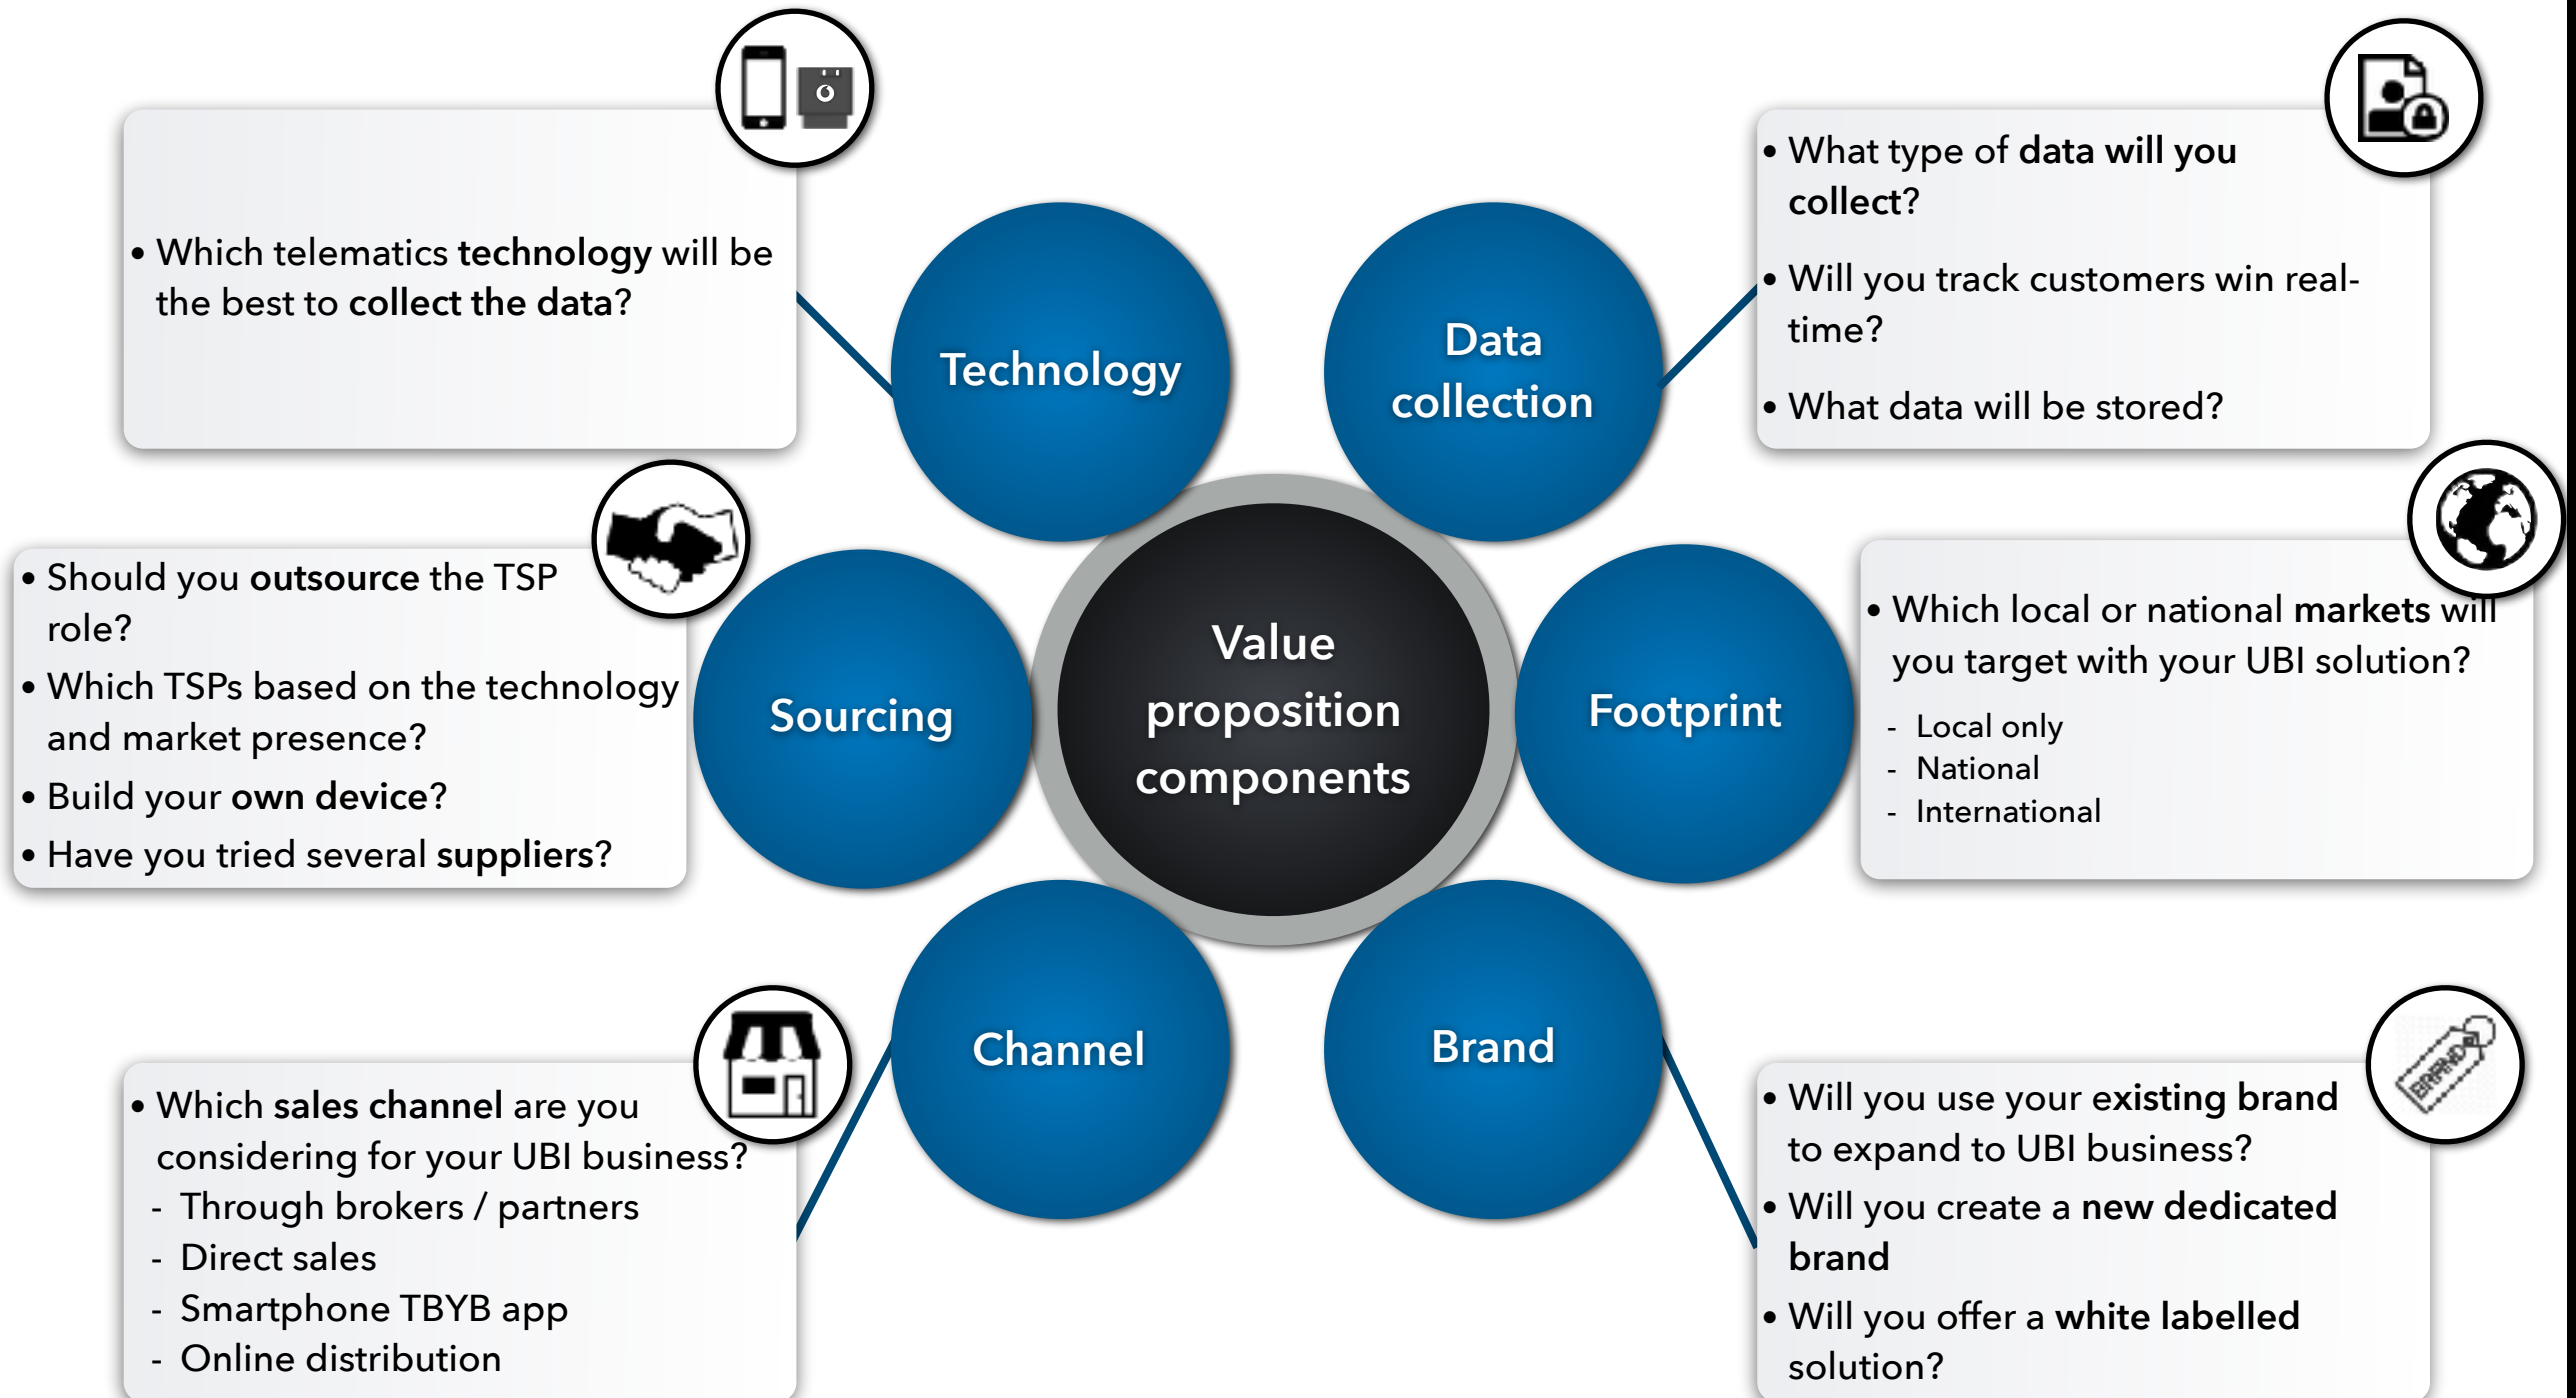 • Which telematics technology will be
the best to collect the data?
Technology
Data
collection
• What type of data will you
collect?
• Will you track customers win real-
time?
• What data will be stored?
• Should you outsource the TSP
role?
• Which TSPs based on the technology
and market presence?
• Build your own device?
• Have you tried several suppliers?
Sourcing
Value
proposition
components
Footprint
• Which local or national markets will
you target with your UBI solution?
- Local only
- National
- International
• Which sales channel are you
considering for your UBI business?
- Through brokers / partners
- Direct sales
- Smartphone TBYB app
- Online distribution
Channel
Brand
BRAND
• Will you use your existing brand
to expand to UBI business?
• Will you create a new dedicated
brand
• Will you offer a white labelled
solution?